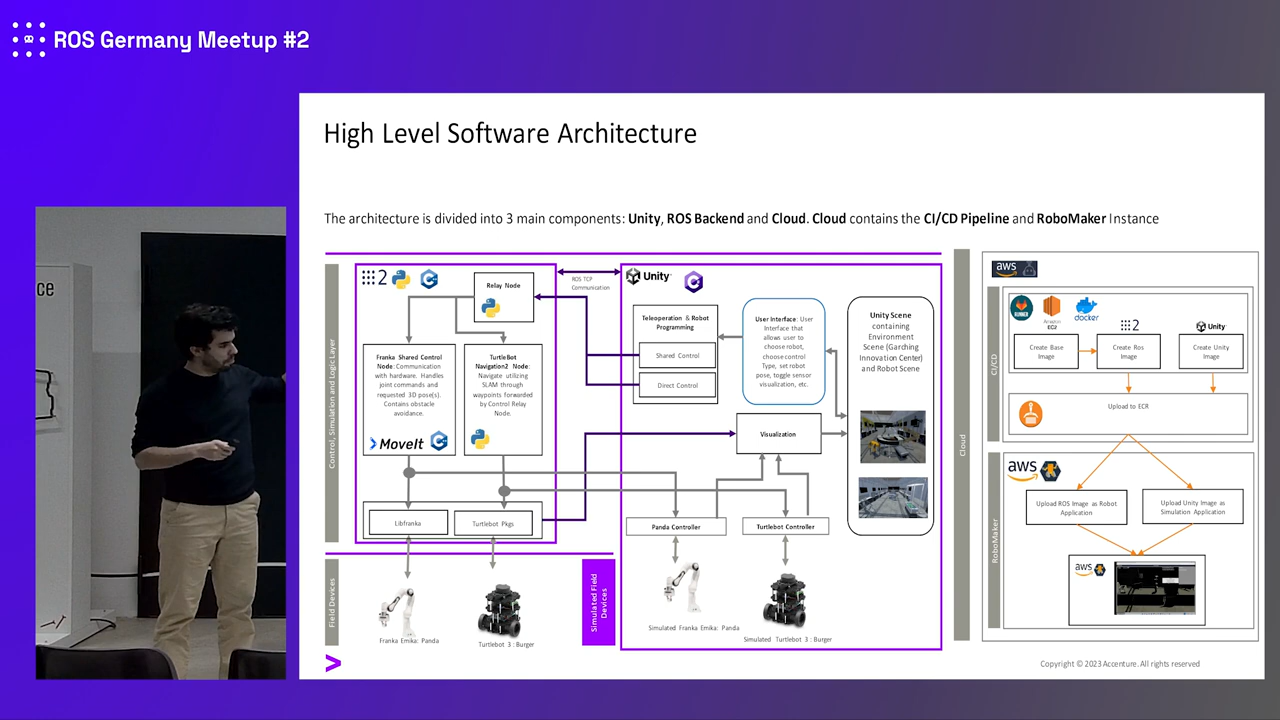 ROS Germany Meetup #2
ce
High Level Software Architecture
The architecture is divided into 3 main components: Unity, ROS Backend and Cloud. Cloud contains the CI/CD Pipeline and RoboMaker Instance
Control, Simulation and Logic Layer
2
Relay Node
Franka Shared Control
Node: Communication
with hardware. Handles
joint commands and
requested 3D pose(s).
Contains obstacle
avoidance.
MoveIt
TurtleBot
Navigation2 Node:
Navigate utilizing
SLAM through
waypoints forwarded
by Control Relay
Node.
Libfranka
Turtlebot Pkgs
ROS TCP
Communication
Unity
Teleoperation & Robot
Programming
Shared Control
Direct Control
User Interface: User
Interface that
allows user to
choose robot,
choose control
Type, set robot
pose, toggle sensor
visualization, etc.
Unity Scene
containing
Environment
Scene (Garching
Innovation Center)
and Robot Scene
Visualization
Panda Controller
Turtlebot Controller
Field Devices
Franka Emika: Panda
Turtlebot 3 : Burger
Simulated Field
Devices
Simulated Franka Emika: Panda
Simulated Turtlebot 3 : Burger
Cloud
aws
CI/CD
Amazon
EC2
docker
2
Unity
Create Base
Image
Create Ros
Image
Create Unity
Image
Upload to ECR
RoboMaker
aws
Upload ROS Image as Robot
Application
Upload Unity Image as
Simulation Application
aws
>
Copyright © 2023 Accenture. All rights reserved